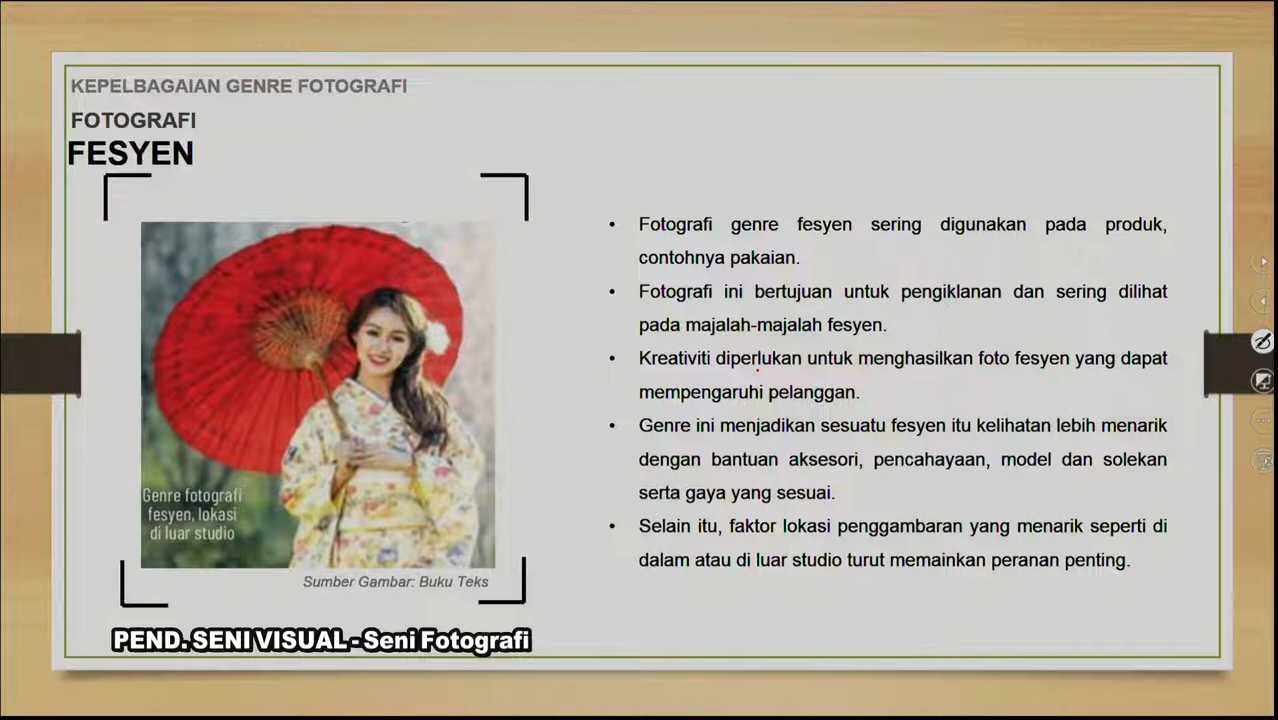 KEPELBAGAIAN GENRE FOTOGRAFI
FOTOGRAFI
FESYEN
Genre fotografi
fesyen, lokasi
di luar studio
Sumber Gambar: Buku Teks
• Fotografi genre fesyen sering digunakan pada produk,
contohnya pakaian.
• Fotografi ini bertujuan untuk pengiklanan dan sering dilihat
pada majalah-majalah fesyen.
• Kreativiti diperlukan untuk menghasilkan foto fesyen yang dapat
mempengaruhi pelanggan.
• Genre ini menjadikan sesuatu fesyen itu kelihatan lebih menarik
dengan bantuan aksesori, pencahayaan, model dan solekan
serta gaya yang sesuai.
• Selain itu, faktor lokasi penggambaran yang menarik seperti di
dalam atau di luar studio turut memainkan peranan penting.
PEND. SENI VISUAL - Seni Fotografi